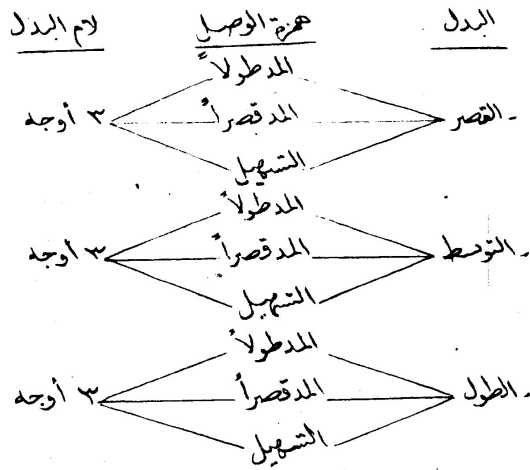 البدل همزة الوصل لام البدل
المد طولاً
- القصر المد قصراً ٣ أوجه
التسهيل
المد طولاً
- التوسط المد قصراً ٣ أوجه
التسهيل
المد طولاً
- الطول المد قصراً ٣ أوجه
التسهيل